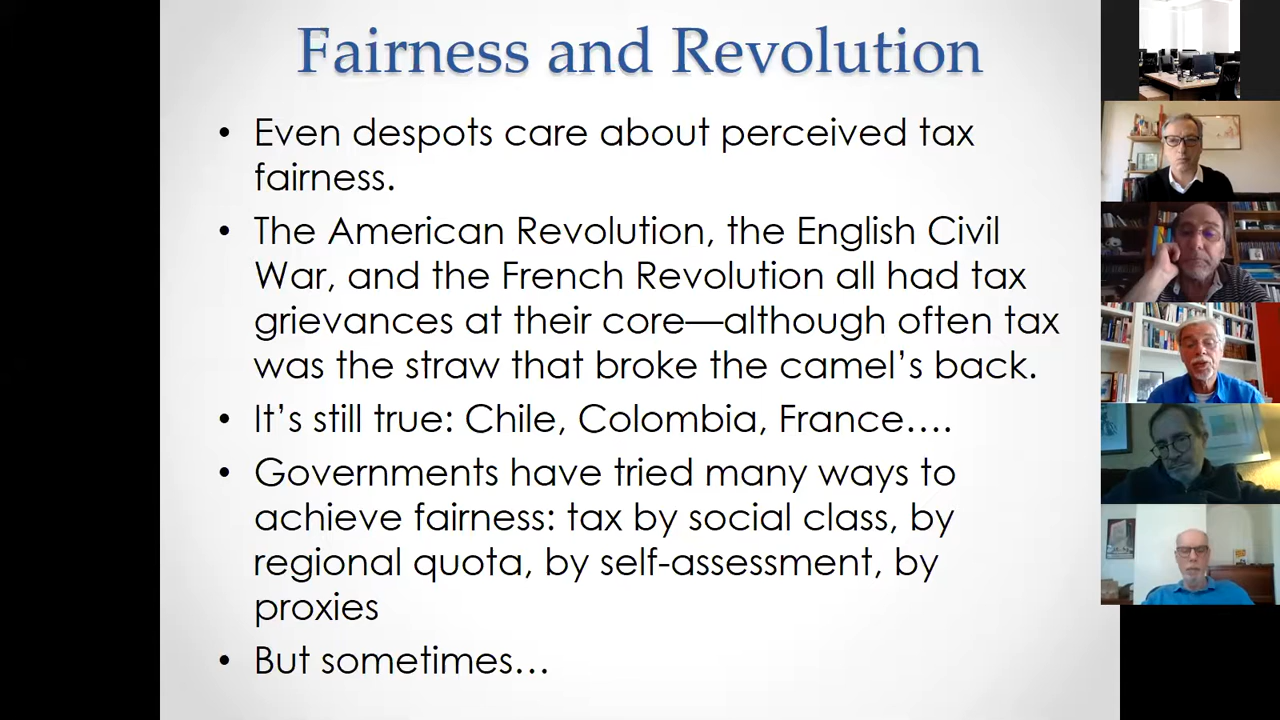 Fairness and Revolution
• Even despots care about perceived tax
fairness.
• The American Revolution, the English Civil
War, and the French Revolution all had tax
grievances at their core—although often tax
was the straw that broke the camel’s back.
• It’s still true: Chile, Colombia, France….
• Governments have tried many ways to
achieve fairness: tax by social class, by
regional quota, by self-assessment, by
proxies
• But sometimes…